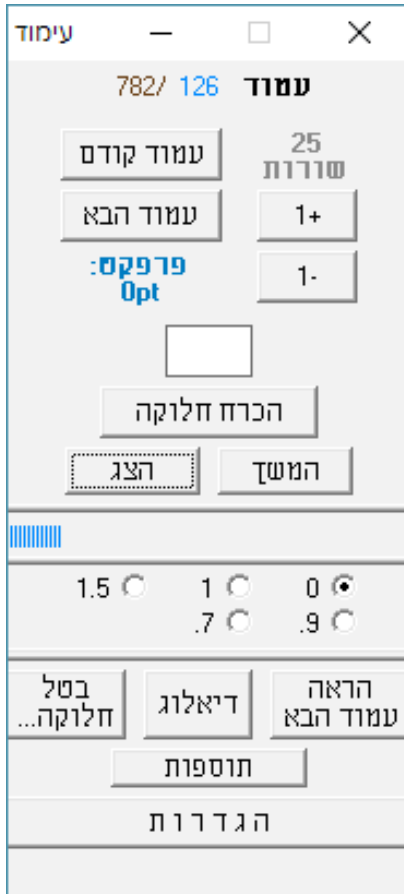 עימוד
עמוד 126 /782
עמוד קודם
25
שורות
עמוד הבא
1+
פרפקט:
0pt
1-
הכרח חלוקה
המשך
הצג
0 1 1.5
.9 .7
הראה
עמוד הבא
דיאלוג
בטל
חלוקה...
תוספות
הגדרות